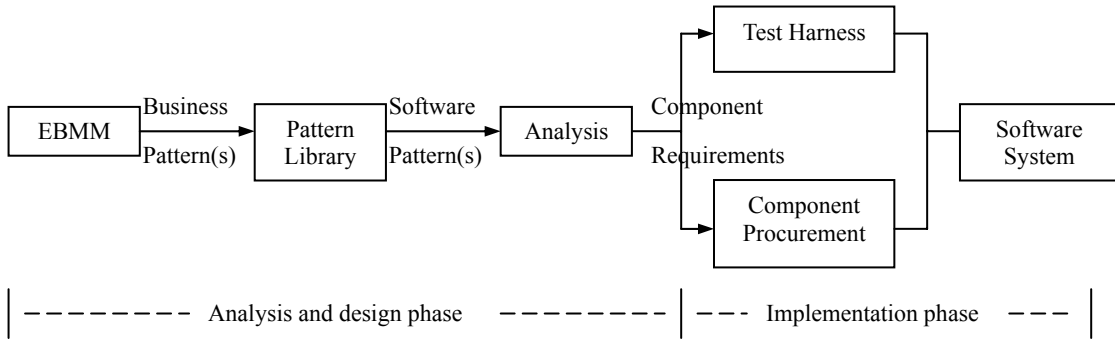 Test Harness
EBMM
Business
Pattern(s)
Pattern
Library
Software
Pattern(s)
Analysis
Component
Requirements
Software
System
Component
Procurement
Analysis and design phase
Implementation phase